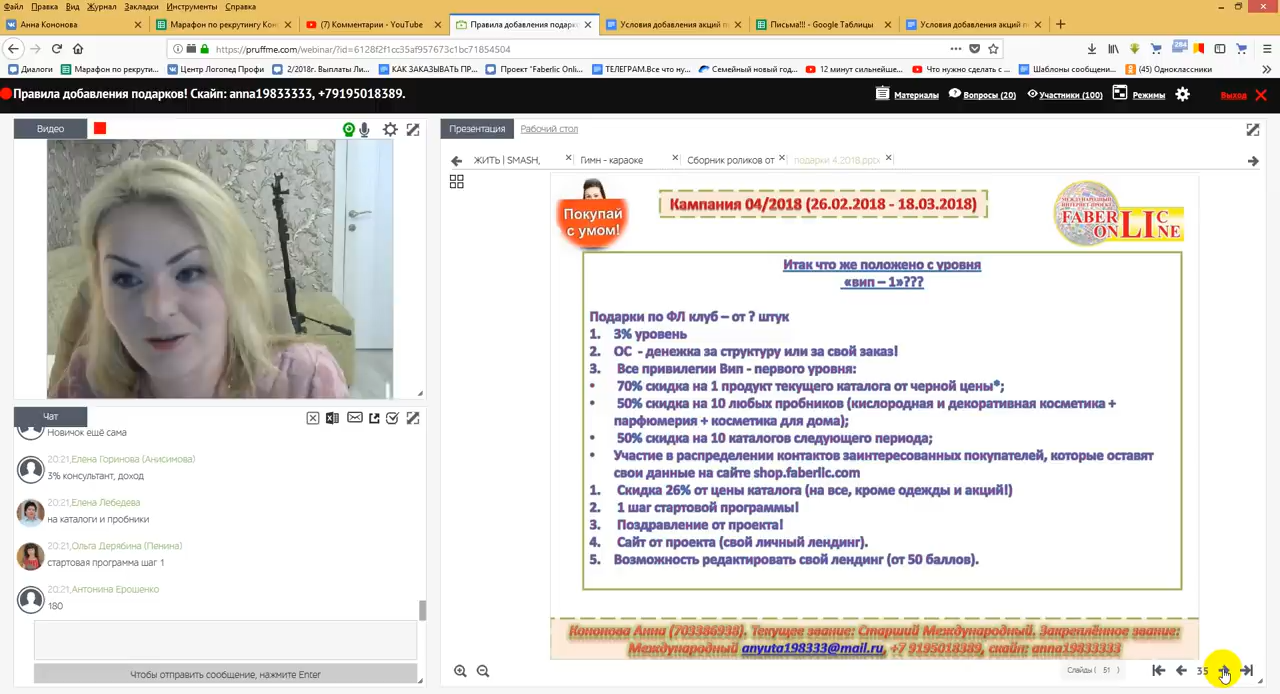 Файл Правка Вид Журнал Закладки Инструменты Справка
Анна Кононова
Марафон по рекрутингу Конон
(7) Комментарии - YouTube
Правила добавления подарк
Условия добавления акций п
Письма!!! - Google Таблицы
Условия добавления акций п
https://pruffme.com/webinar/?id=6128f2f1cc35af957673c1bc71854504
284
Диалоги
Марафон по рекрути...
Центр Логопед Профи
2/2018г. Выплаты Ли...
КАК ЗАКАЗЫВАТЬ ПР...
Проект "Faberlic Onli...
ТЕЛЕГРАМ.Все что ну...
Семейный новый год...
12 минут сильнейше...
Что нужно сделать с ...
Шаблоны сообщени...
(45) Одноклассники
Правила добавления подарков! Скайп: anna19833333, +79195018389.
Материалы
Вопросы (20)
Участники (100)
Режимы
Выход
Видео
Презентация
Рабочий стол
ЖИТЬ | SMASH,
Гимн - караоке
Сборник роликов от
подарки 4.2018.pptx
Покупай
с умом!
Кампания 04/2018 (26.02.2018 - 18.03.2018)
МЕЖДУНАРОДНЫЙ
ИНТЕРНЕТ-ПРОЕКТ
FABERLIC
ONLINE
Итак что же положено с уровня
«вип – 1»???
Подарки по ФЛ клуб – от ? штук
1. 3% уровень
2. ОС - денежка за структуру или за свой заказ!
3. Все привилегии Вип - первого уровня:
• 70% скидка на 1 продукт текущего каталога от черной цены*;
• 50% скидка на 10 любых пробников (кислородная и декоративная косметика +
парфюмерия + косметика для дома);
• 50% скидка на 10 каталогов следующего периода;
• Участие в распределении контактов заинтересованных покупателей, которые оставят
свои данные на сайте shop.faberlic.com
1. Скидка 26% от цены каталога (на все, кроме одежды и акций!)
2. 1 шаг стартовой программы!
3. Поздравление от проекта!
4. Сайт от проекта (свой личный лендинг).
5. Возможность редактировать свой лендинг (от 50 баллов).
Кононова Анна (703386938). Текущее звание: Старший Международный. Закреплённое звание:
Международный anyuta198333@mail.ru, +7 9195018389, скайп: anna19833333
Слайды ( 51 )
35
Чат
Новичок ещё сама
20:21, Елена Горинова (Анисимова)
3% консультант, доход
20:21, Елена Лебедева
на каталоги и пробники
20:21, Ольга Дерябина (Пенина)
стартовая программа шаг 1
20:21, Антонина Ерошенко
180
Чтобы отправить сообщение, нажмите Enter